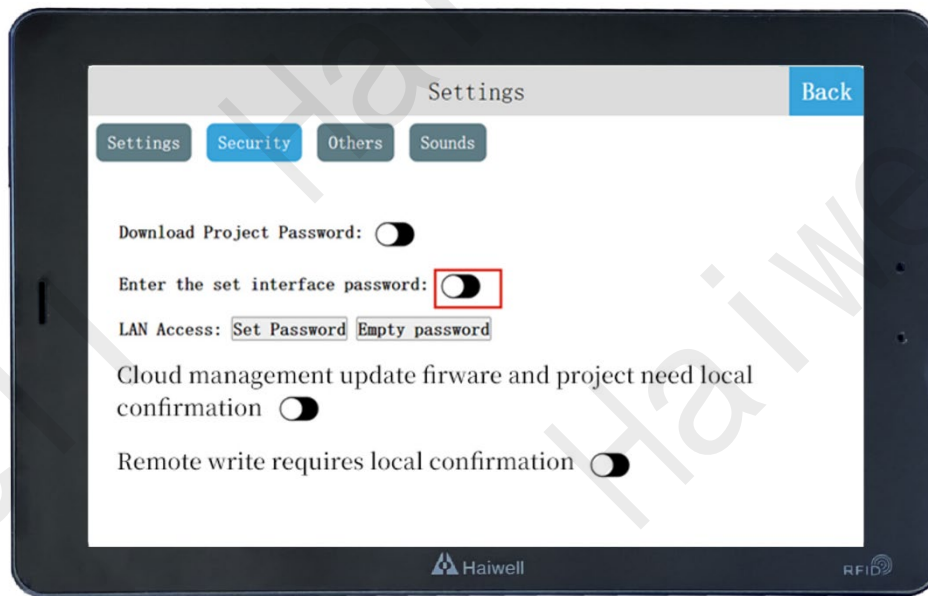 Settings
Back
Settings Security Others Sounds
Download Project Password:
Enter the set interface password:
LAN Access: Set Password Empty password
Cloud management update firware and project need local
confirmation
Remote write requires local confirmation
Haiwell
RFID